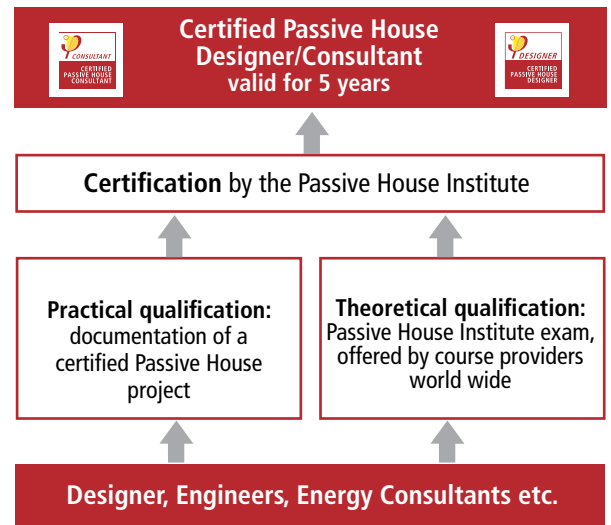 Certified Passive House
Designer/Consultant
valid for 5 years
CONSULTANT
CERTIFIED
PASSIVE HOUSE
CONSULTANT
DESIGNER
CERTIFIED
PASSIVE HOUSE
DESIGNER
Certification by the Passive House Institute
Practical qualification:
documentation of a
certified Passive House
project
Theoretical qualification:
Passive House Institute exam,
offered by course providers
world wide
Designer, Engineers, Energy Consultants etc.